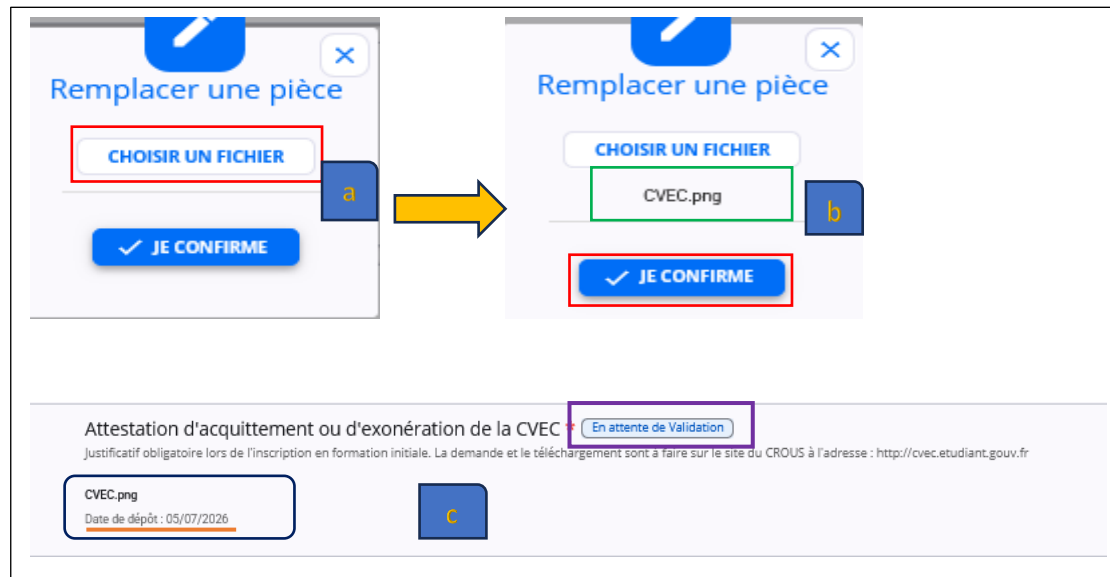 Remplacer une pièce
CHOISIR UN FICHIER
a
JE CONFIRME
Remplacer une pièce
CHOISIR UN FICHIER
CVEC.png
b
JE CONFIRME
Attestation d'acquittement ou d'exonération de la CVEC * En attente de Validation
Justificatif obligatoire lors de l'inscription en formation initiale. La demande et le téléchargement sont à faire sur le site du CROUS à l'adresse : http://cvec.etudiant.gouv.fr
CVEC.png
Date de dépôt : 05/07/2026
c